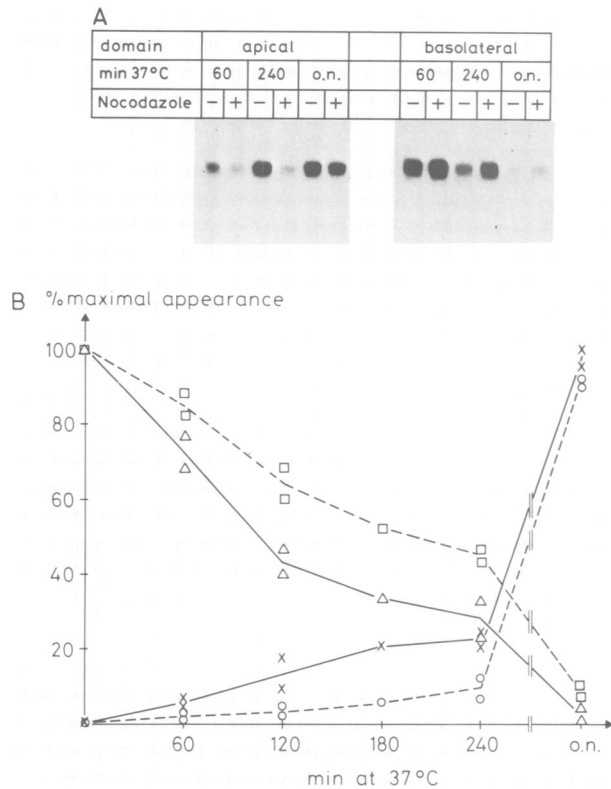 A
domain apical basolateral
min 37°C 60 240 o.n. 60 240 o.n.
Nocodazole − + − + − + − + − + − +
B % maximal appearance
100
80
60
40
20
60 120 180 240 o.n.
min at 37°C